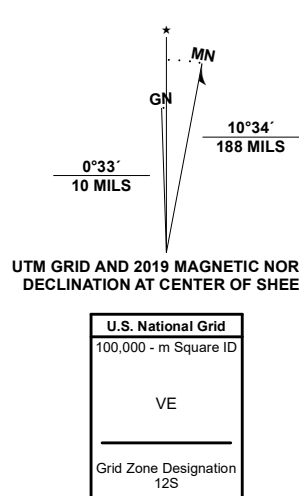 ★
MN
GN
10°34´
188 MILS
0°33´
10 MILS
UTM GRID AND 2019 MAGNETIC NOR
DECLINATION AT CENTER OF SHEE
U.S. National Grid
100,000 - m Square ID
VE
Grid Zone Designation
12S